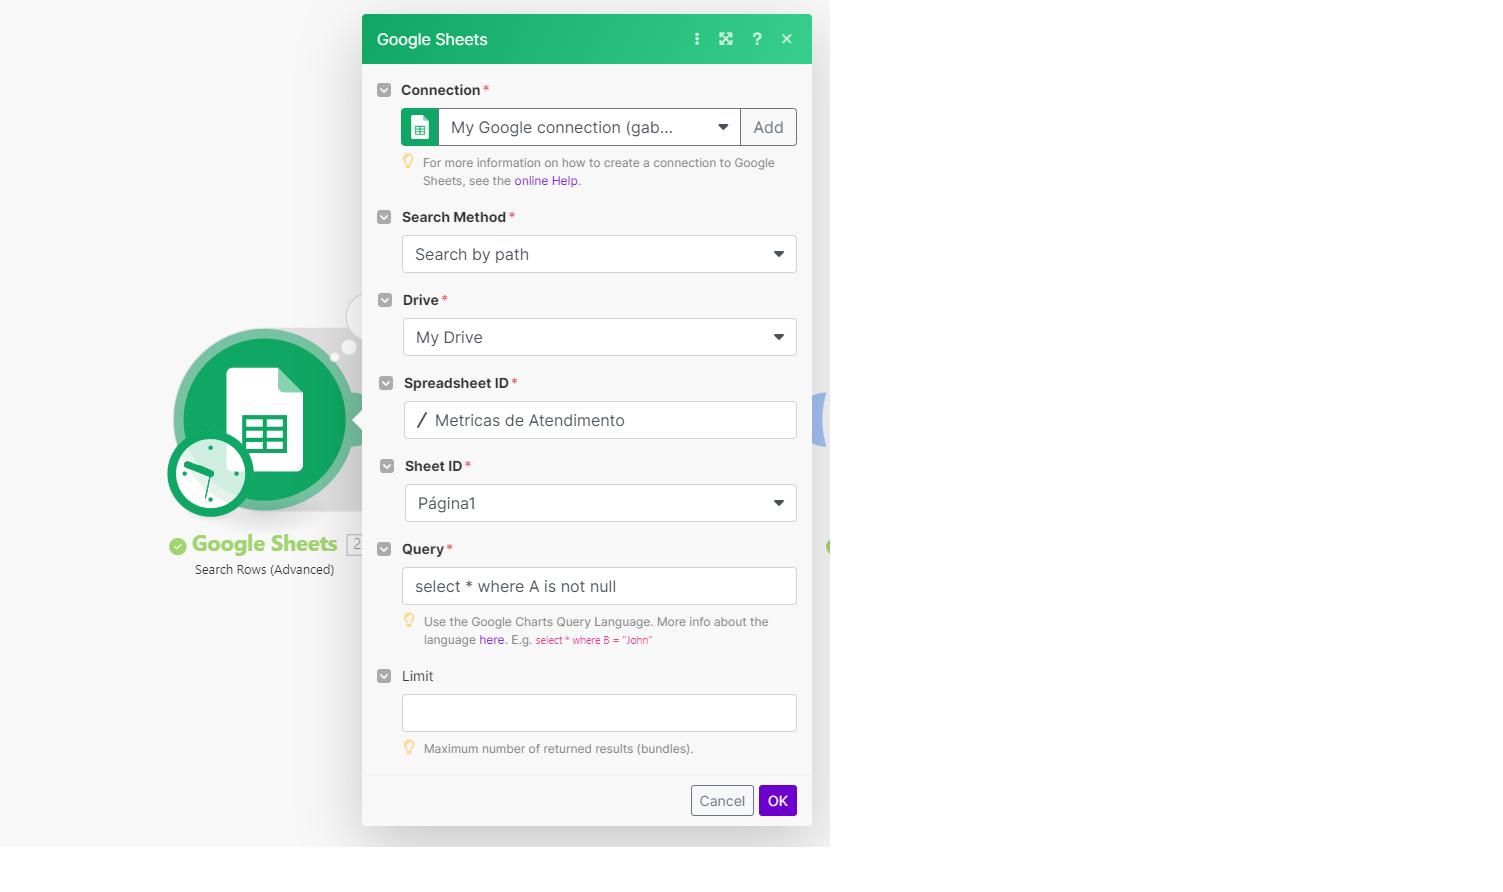 Google Sheets
Connection *
My Google connection (gab...
Add
For more information on how to create a connection to Google
Sheets, see the online Help.
Search Method *
Search by path
Drive *
My Drive
Spreadsheet ID *
/ Metricas de Atendimento
Sheet ID *
Página1
Query *
select * where A is not null
Use the Google Charts Query Language. More info about the
language here. E.g. select * where B = "John"
Limit
Maximum number of returned results (bundles).
Cancel OK
Google Sheets 2
Search Rows (Advanced)